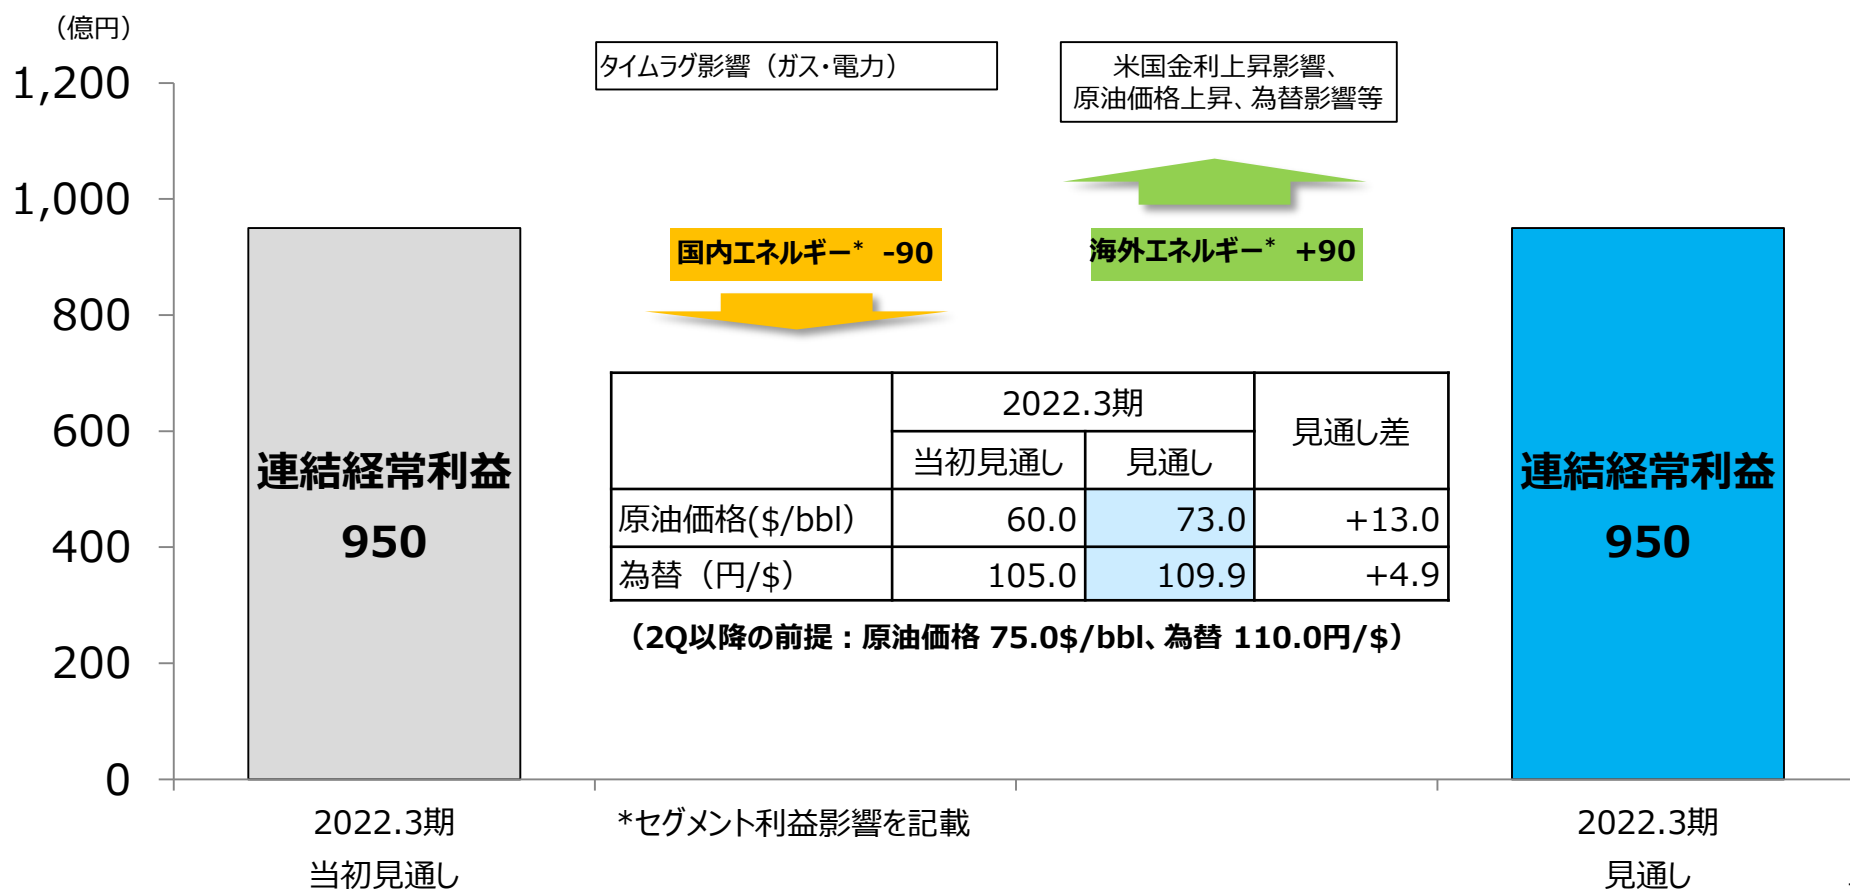 （億円）
1,200
1,000
800
600
400
200
0
タイムラグ影響（ガス・電力）
米国金利上昇影響、
原油価格上昇、為替影響等
国内エネルギー* -90
海外エネルギー* +90
連結経常利益
950
2022.3期
見通し差
当初見通し 見通し
原油価格($/bbl） 60.0 73.0 +13.0
為替（円/$） 105.0 109.9 +4.9
（2Q以降の前提：原油価格 75.0$/bbl、為替 110.0円/$）
連結経常利益
950
2022.3期
当初見通し
*セグメント利益影響を記載
2022.3期
見通し